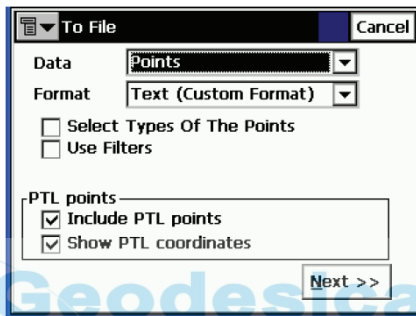 To File Cancel
Data Points
Format Text (Custom Format)
Select Types Of The Points
Use Filters
PTL points
Include PTL points
Show PTL coordinates
Next >>
Geodesical